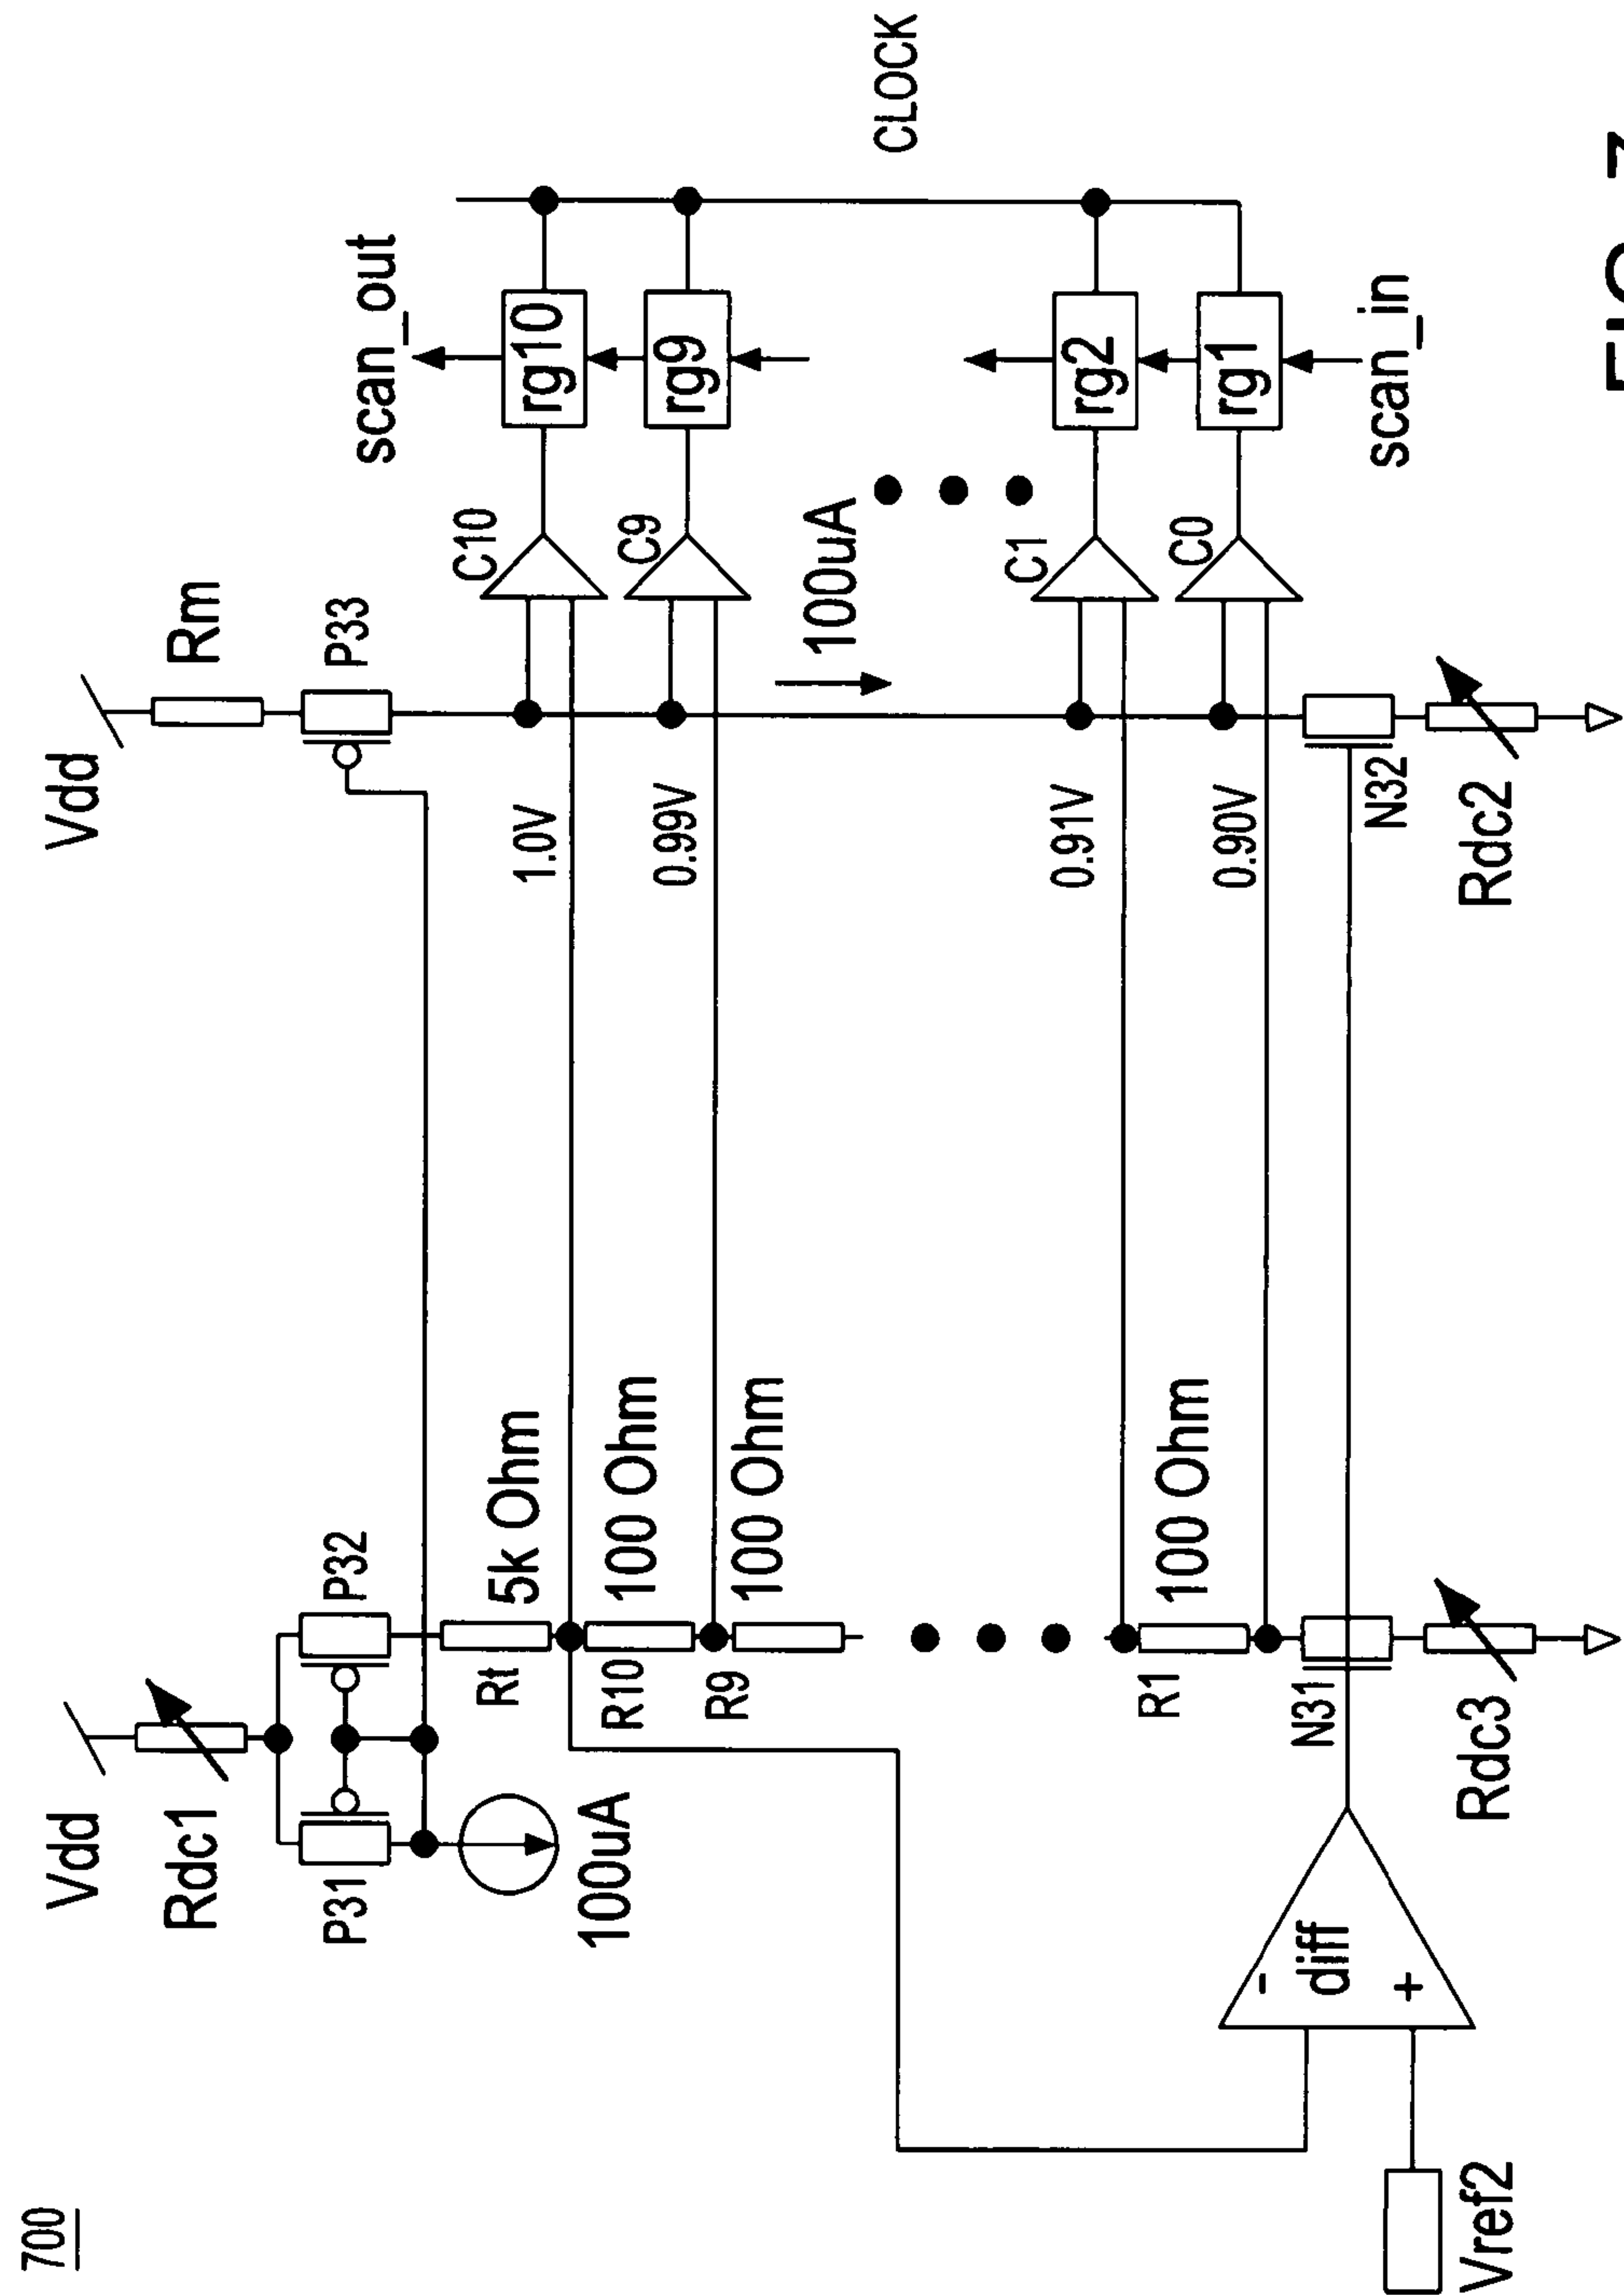 700
Vdd
Vdd
Rdc1
Rm
P31
P32
P33
scan_out
C10
Rt
5k Ohm
1.0V
rg10
100uA
R10
100 Ohm
C9
0.99V
rg9
R9
100 Ohm
100uA
CLOCK
C1
0.91V
rg2
R1
100 Ohm
C0
0.90V
rg1
-
diff
+
N31
N32
scan_in
Vref2
Rdc3
Rdc2